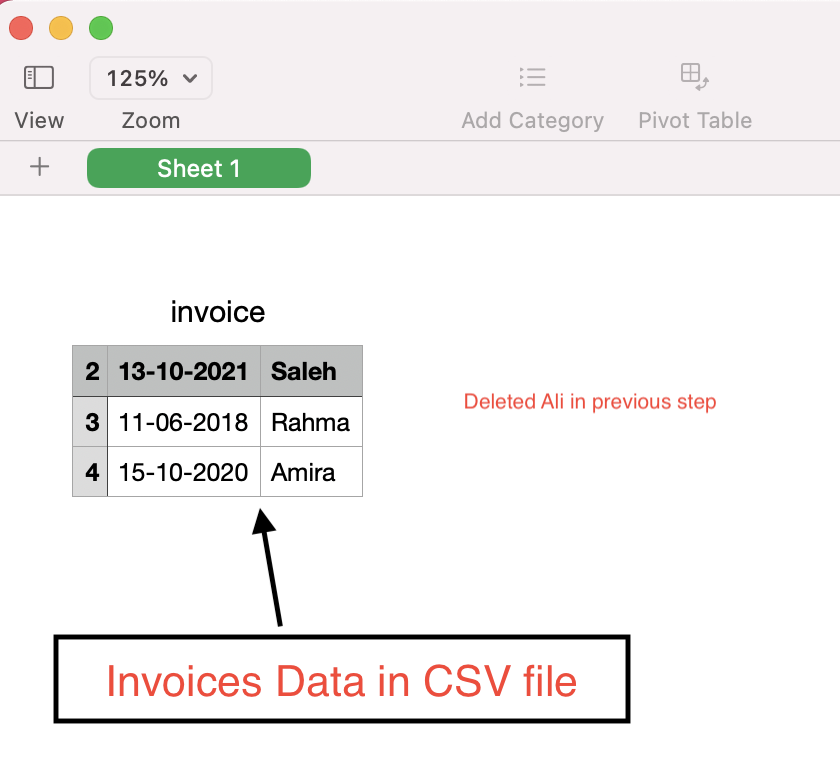 125%
View
Zoom
Add Category
Pivot Table
+ Sheet 1
invoice
2 13-10-2021 Saleh
3 11-06-2018 Rahma
4 15-10-2020 Amira
Deleted Ali in previous step
Invoices Data in CSV file